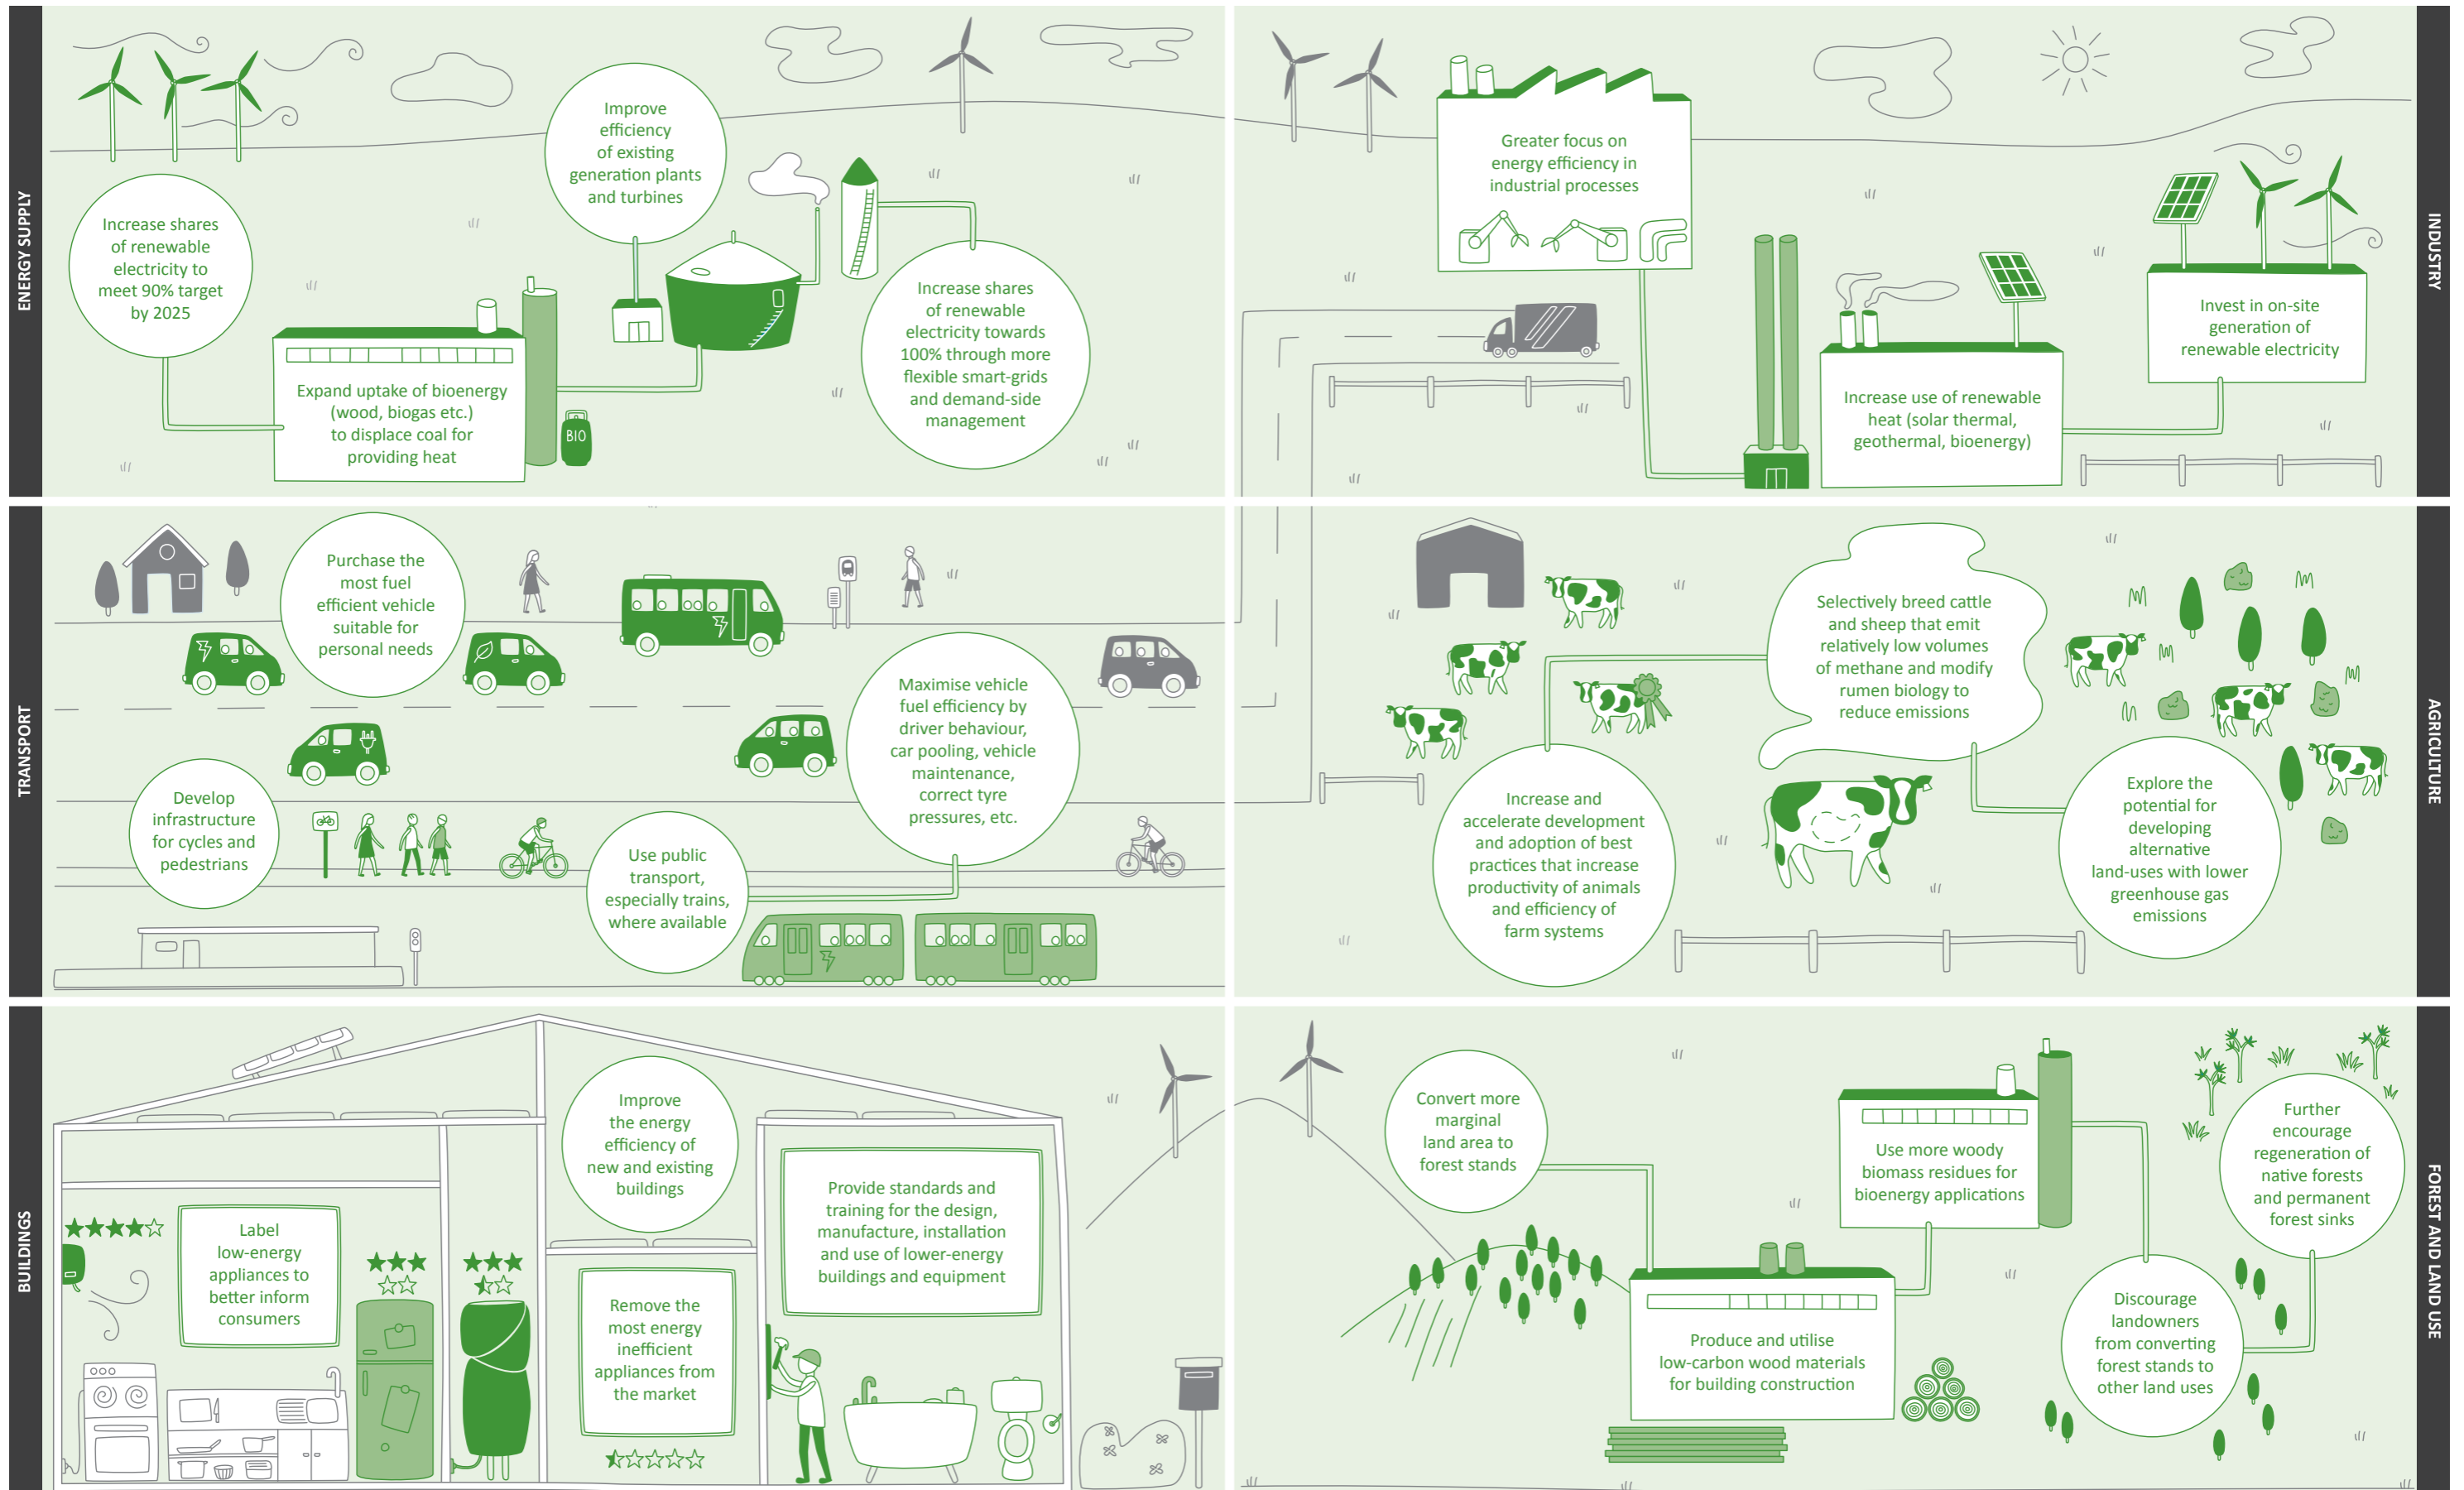 ENERGY SUPPLY
Increase shares
of renewable
electricity to
meet 90% target
by 2025
Expand uptake of bioenergy
(wood, biogas etc.)
to displace coal for
providing heat
BIO
Improve
efficiency
of existing
generation plants
and turbines
Increase shares
of renewable
electricity towards
100% through more
flexible smart-grids
and demand-side
management
INDUSTRY
Greater focus on
energy efficiency in
industrial processes
Increase use of renewable
heat (solar thermal,
geothermal, bioenergy)
Invest in on-site
generation of
renewable electricity
TRANSPORT
Purchase the
most fuel
efficient vehicle
suitable for
personal needs
Develop
infrastructure
for cycles and
pedestrians
Use public
transport,
especially trains,
where available
Maximise vehicle
fuel efficiency by
driver behaviour,
car pooling, vehicle
maintenance,
correct tyre
pressures, etc.
AGRICULTURE
Increase and
accelerate development
and adoption of best
practices that increase
productivity of animals
and efficiency of
farm systems
Selectively breed cattle
and sheep that emit
relatively low volumes
of methane and modify
rumen biology to
reduce emissions
Explore the
potential for
developing
alternative
land-uses with lower
greenhouse gas
emissions
BUILDINGS
Label
low-energy
appliances to
better inform
consumers
Improve
the energy
efficiency of
new and existing
buildings
Remove the
most energy
inefficient
appliances from
the market
Provide standards and
training for the design,
manufacture, installation
and use of lower-energy
buildings and equipment
FOREST AND LAND USE
Convert more
marginal
land area to
forest stands
Produce and utilise
low-carbon wood materials
for building construction
Use more woody
biomass residues for
bioenergy applications
Discourage
landowners
from converting
forest stands to
other land uses
Further
encourage
regeneration of
native forests
and permanent
forest sinks